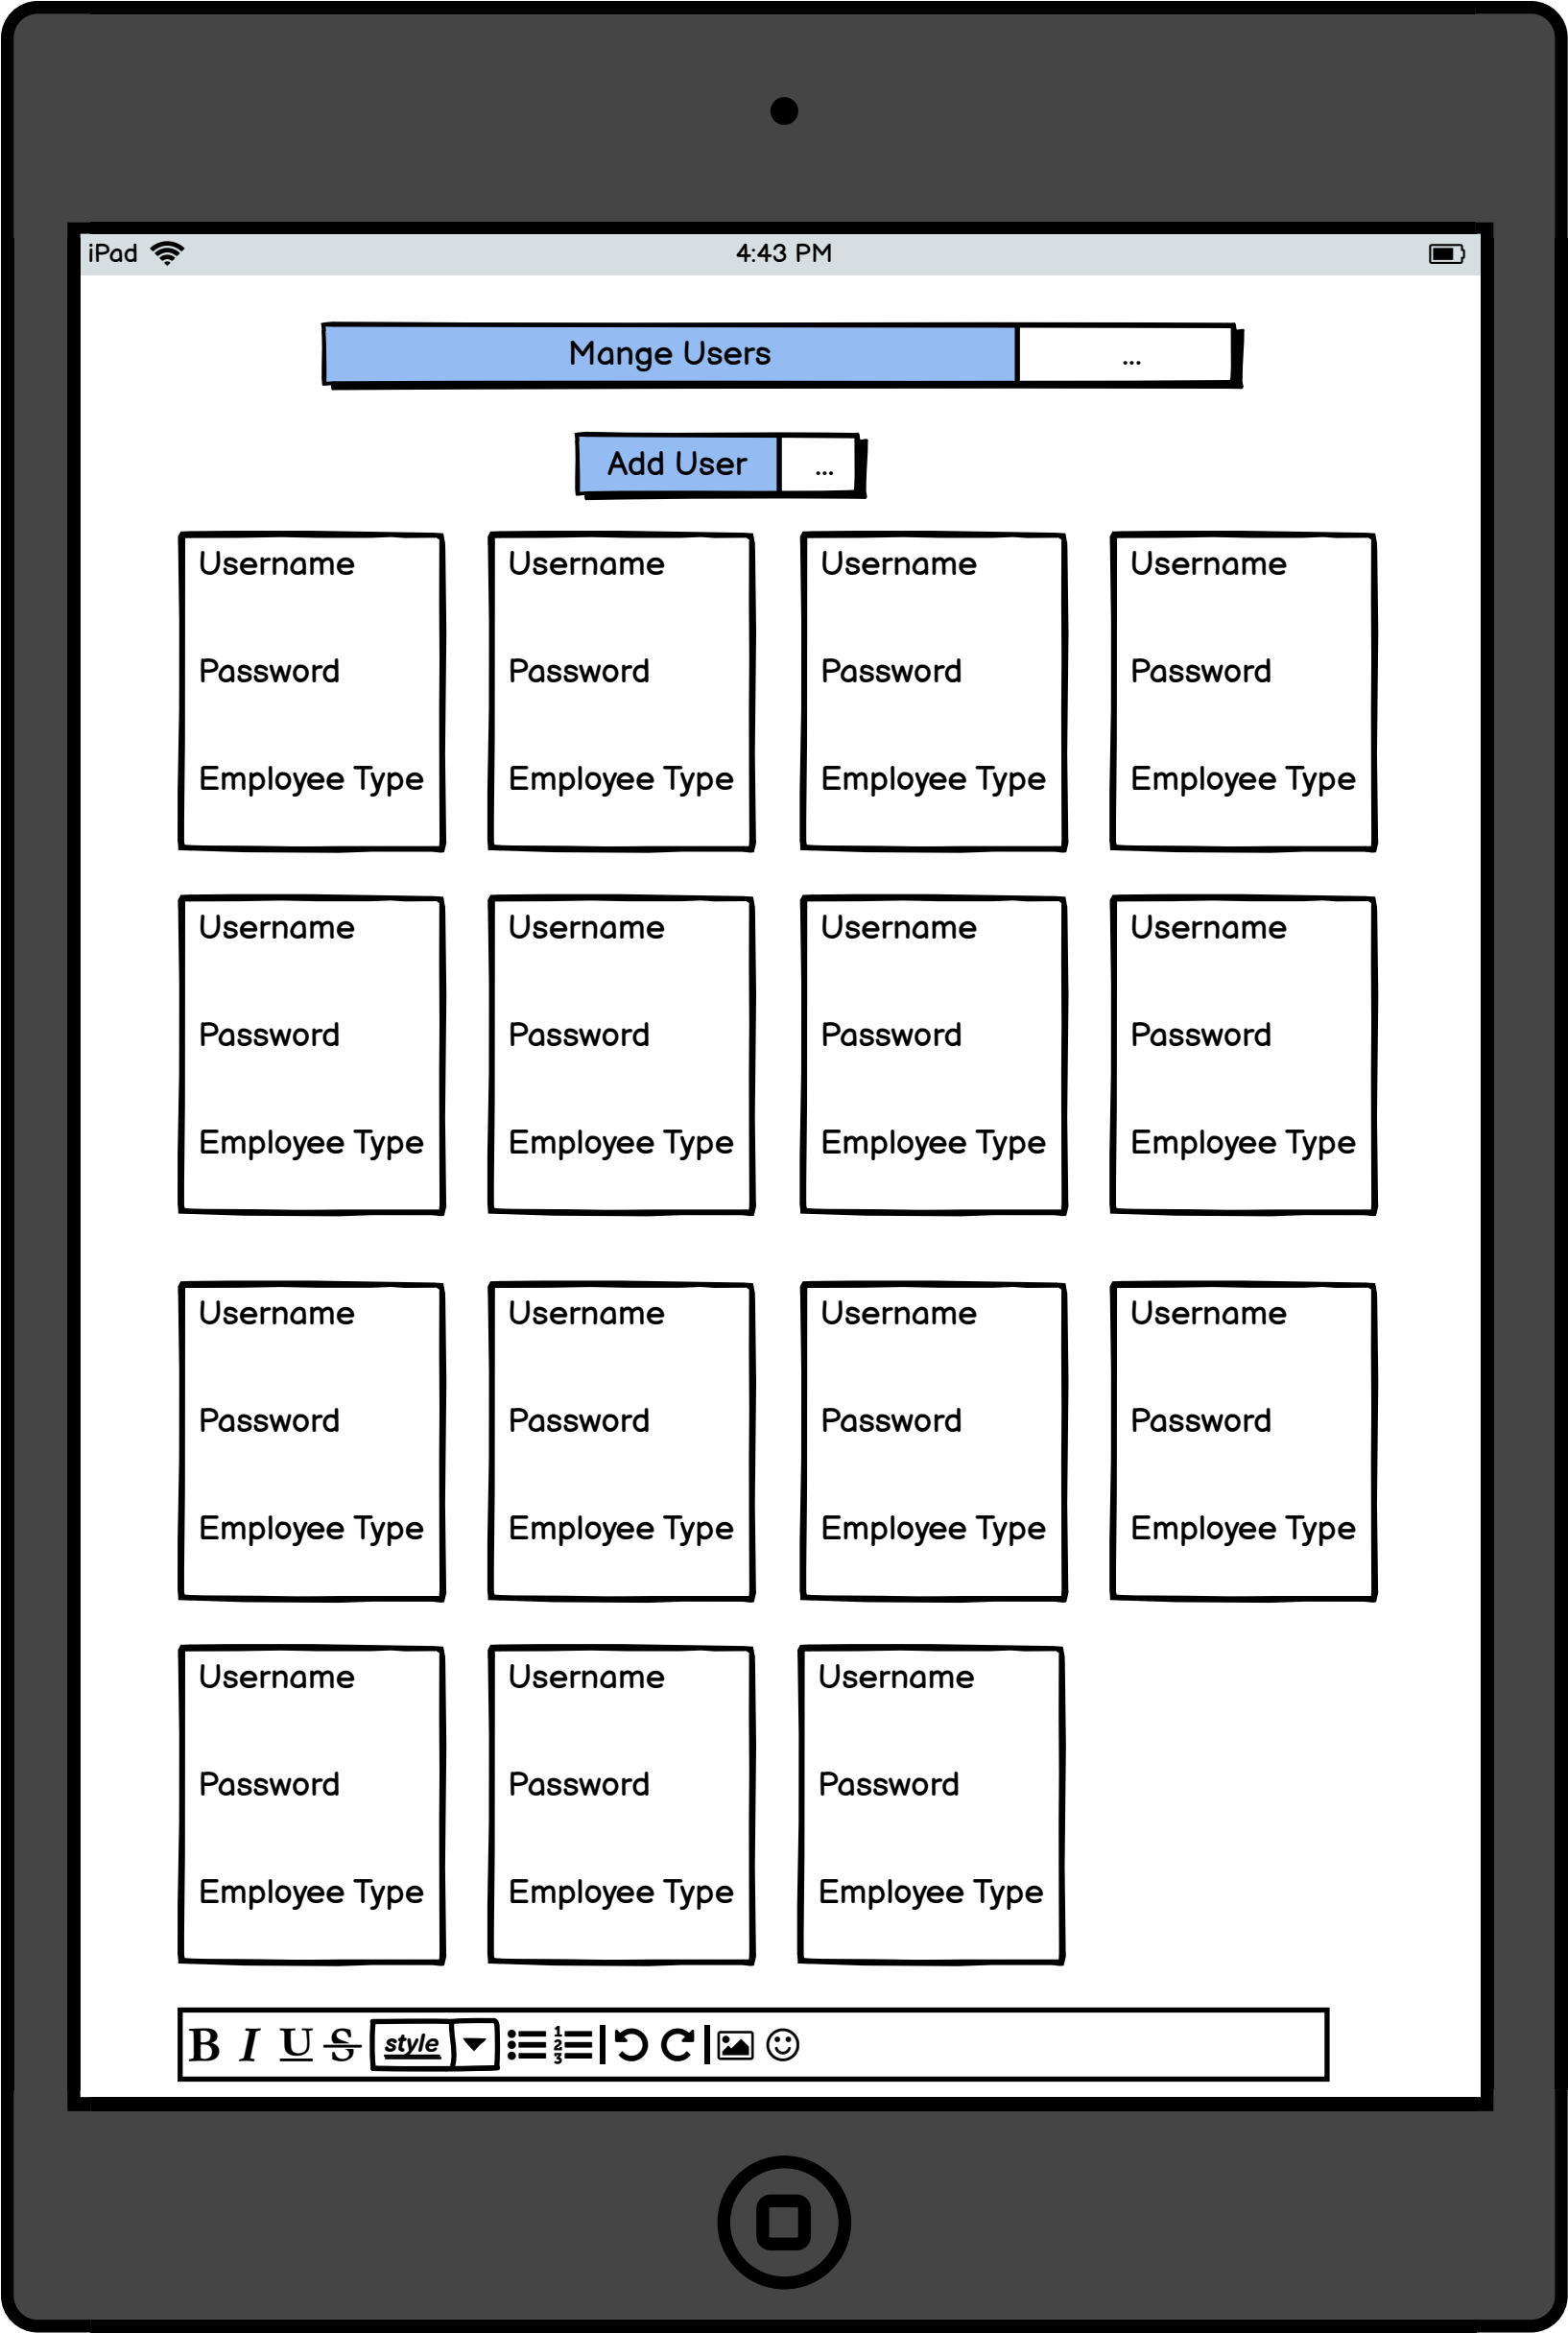 iPad 4:43 PM
Mange Users ...
Add User ...
Username Username Username Username
Password Password Password Password
Employee Type Employee Type Employee Type Employee Type
Username Username Username Username
Password Password Password Password
Employee Type Employee Type Employee Type Employee Type
Username Username Username Username
Password Password Password Password
Employee Type Employee Type Employee Type Employee Type
Username Username Username
Password Password Password
Employee Type Employee Type Employee Type
B I U S style 1 2 3